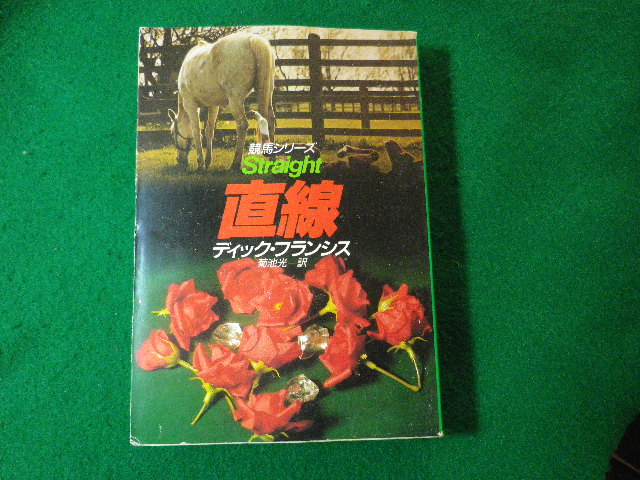 競馬シリーズ
Straight
直線
ディック・フランシス
菊池光 訳